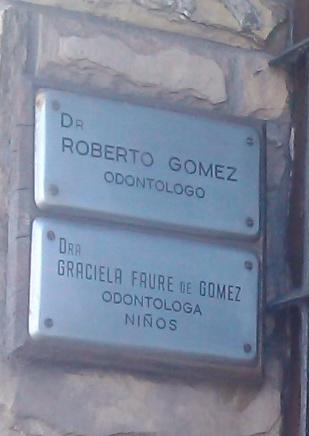 DR
ROBERTO GOMEZ
ODONTOLOGO
DRA
GRACIELA FAURE DE GOMEZ
ODONTOLOGA
NIÑOS